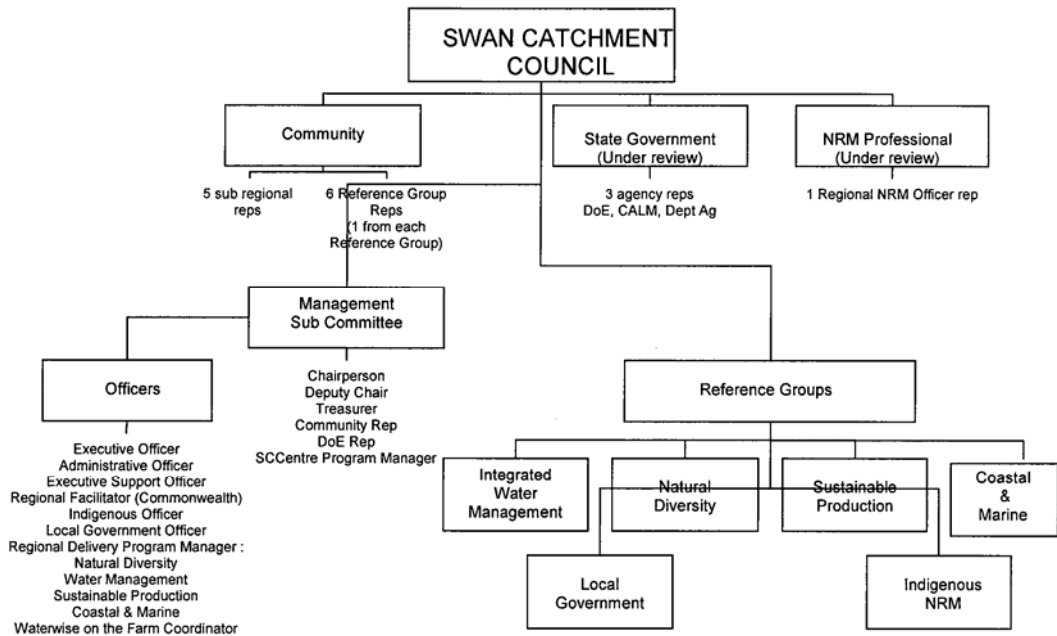 SWAN CATCHMENT
COUNCIL
Community
State Government
(Under review)
NRM Professional
(Under review)
5 sub regional
reps
6 Reference Group
Reps
(1 from each
Reference Group)
3 agency reps
DoE, CALM, Dept Ag
1 Regional NRM Officer rep
Management
Sub Committee
Chairperson
Deputy Chair
Treasurer
Community Rep
DoE Rep
SCCentre Program Manager
Officers
Executive Officer
Administrative Officer
Executive Support Officer
Regional Facilitator (Commonwealth)
Indigenous Officer
Local Government Officer
Regional Delivery Program Manager :
Natural Diversity
Water Management
Sustainable Production
Coastal & Marine
Waterwise on the Farm Coordinator
Reference Groups
Integrated
Water
Management
Natural
Diversity
Sustainable
Production
Coastal
&
Marine
Local
Government
Indigenous
NRM